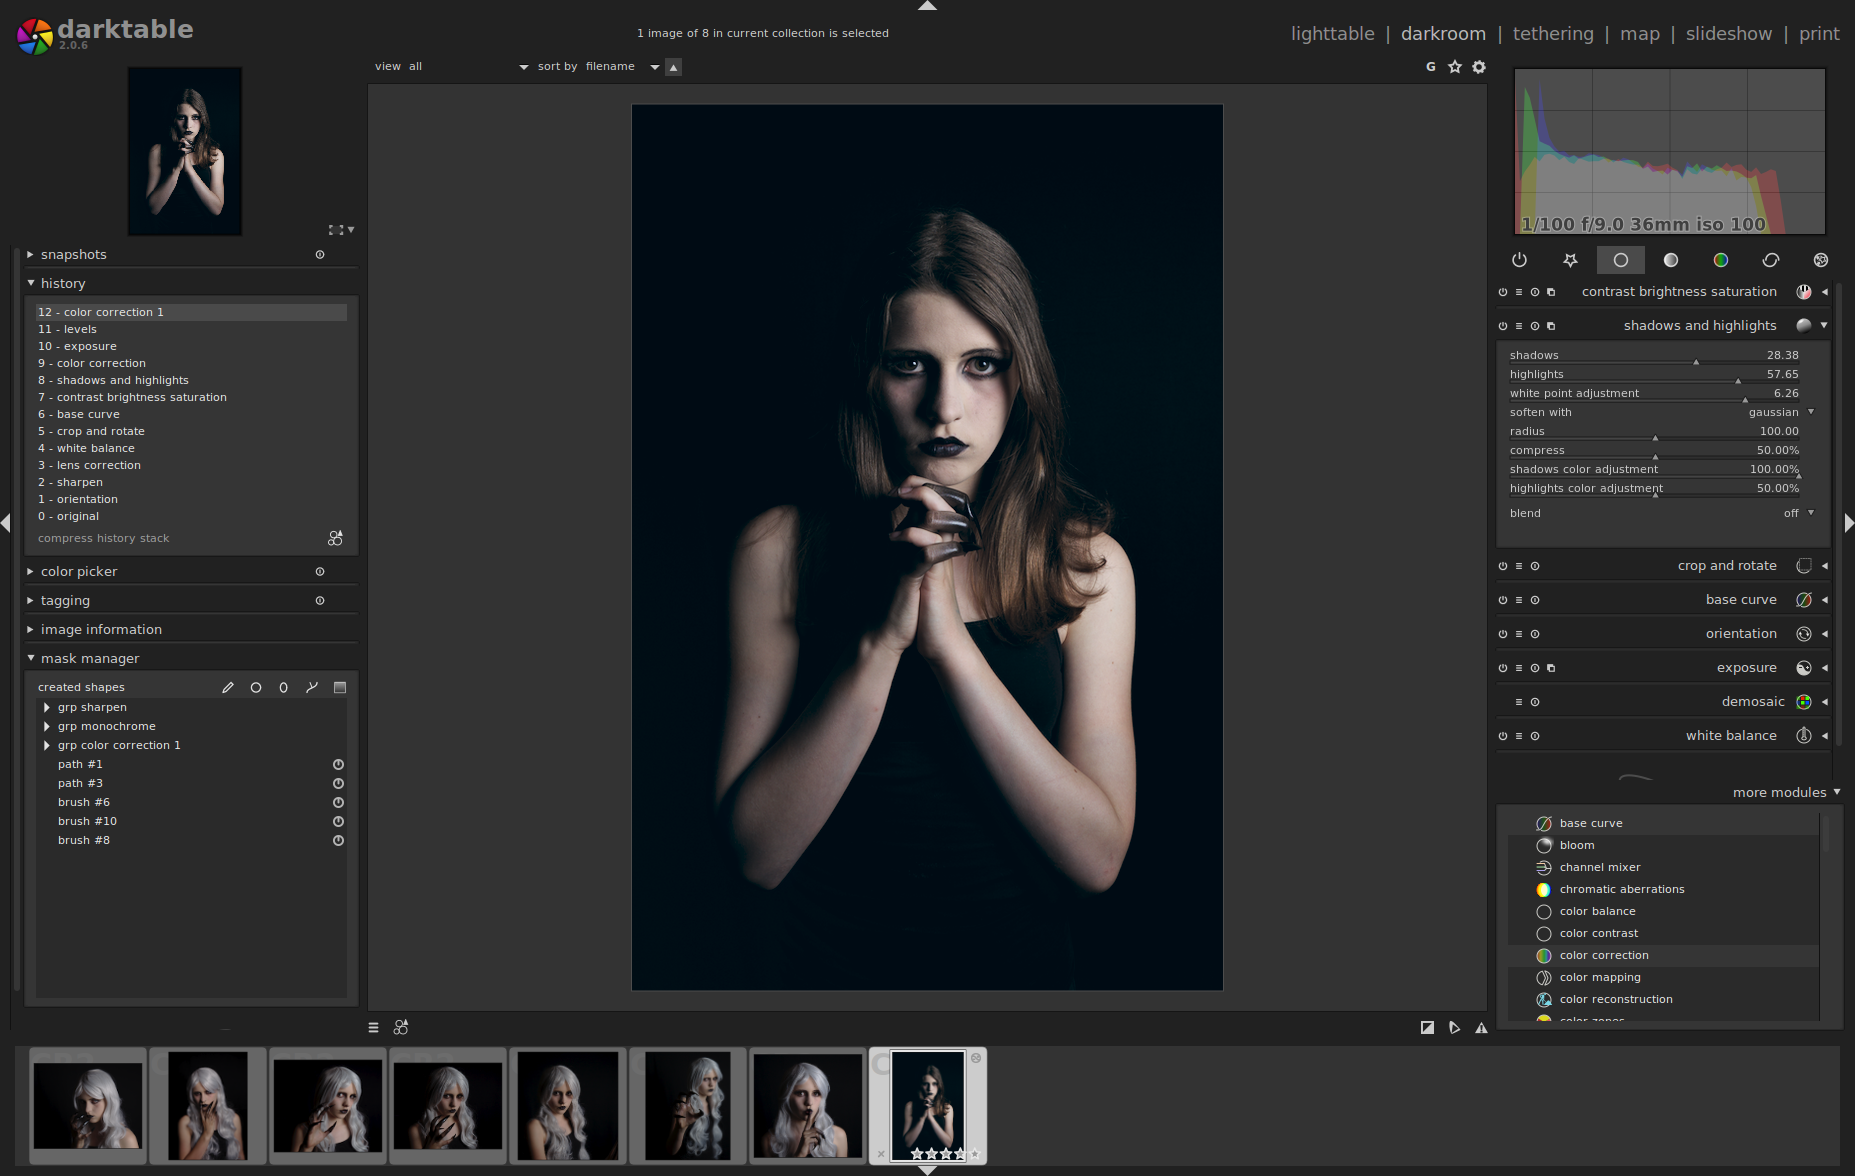 darktable
2.0.6
1 image of 8 in current collection is selected
lighttable | darkroom | tethering | map | slideshow | print
view all sort by filename
G
1/100 f/9.0 36mm iso 100
snapshots
history
12 - color correction 1
11 - levels
10 - exposure
9 - color correction
8 - shadows and highlights
7 - contrast brightness saturation
6 - base curve
5 - crop and rotate
4 - white balance
3 - lens correction
2 - sharpen
1 - orientation
0 - original
compress history stack
color picker
tagging
image information
mask manager
created shapes
grp sharpen
grp monochrome
grp color correction 1
path #1
path #3
brush #6
brush #10
brush #8
contrast brightness saturation
shadows and highlights
shadows 28.38
highlights 57.65
white point adjustment 6.26
soften with gaussian
radius 100.00
compress 50.00%
shadows color adjustment 100.00%
highlights color adjustment 50.00%
blend off
crop and rotate
base curve
orientation
exposure
demosaic
white balance
more modules
base curve
bloom
channel mixer
chromatic aberrations
color balance
color contrast
color correction
color mapping
color reconstruction
color zones